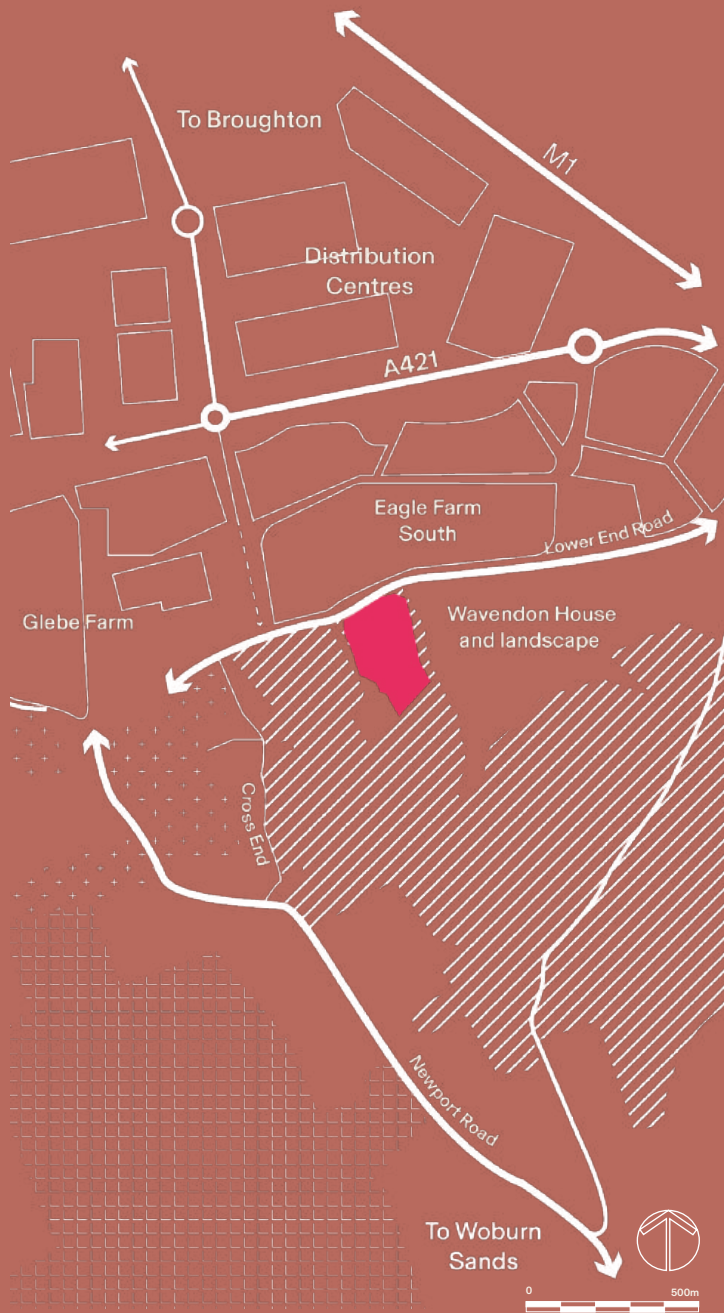 To Broughton
M1
Distribution
Centres
A421
Eagle Farm
South
Lower End Road
Glebe Farm
Wavendon House
and landscape
Cross End
Newport Road
To Woburn
Sands
0
500m